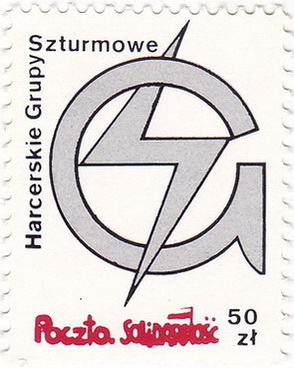 Harcerskie Grupy
Szturmowe
Poczta Solidarność
50
zł